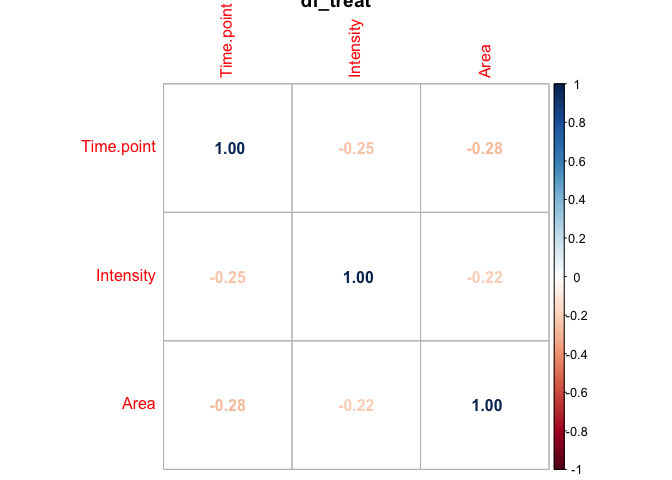 df_treat
Time.point Intensity Area
Time.point 1.00 -0.25 -0.28
Intensity -0.25 1.00 -0.22
Area -0.28 -0.22 1.00
1
0.8
0.6
0.4
0.2
0
-0.2
-0.4
-0.6
-0.8
-1